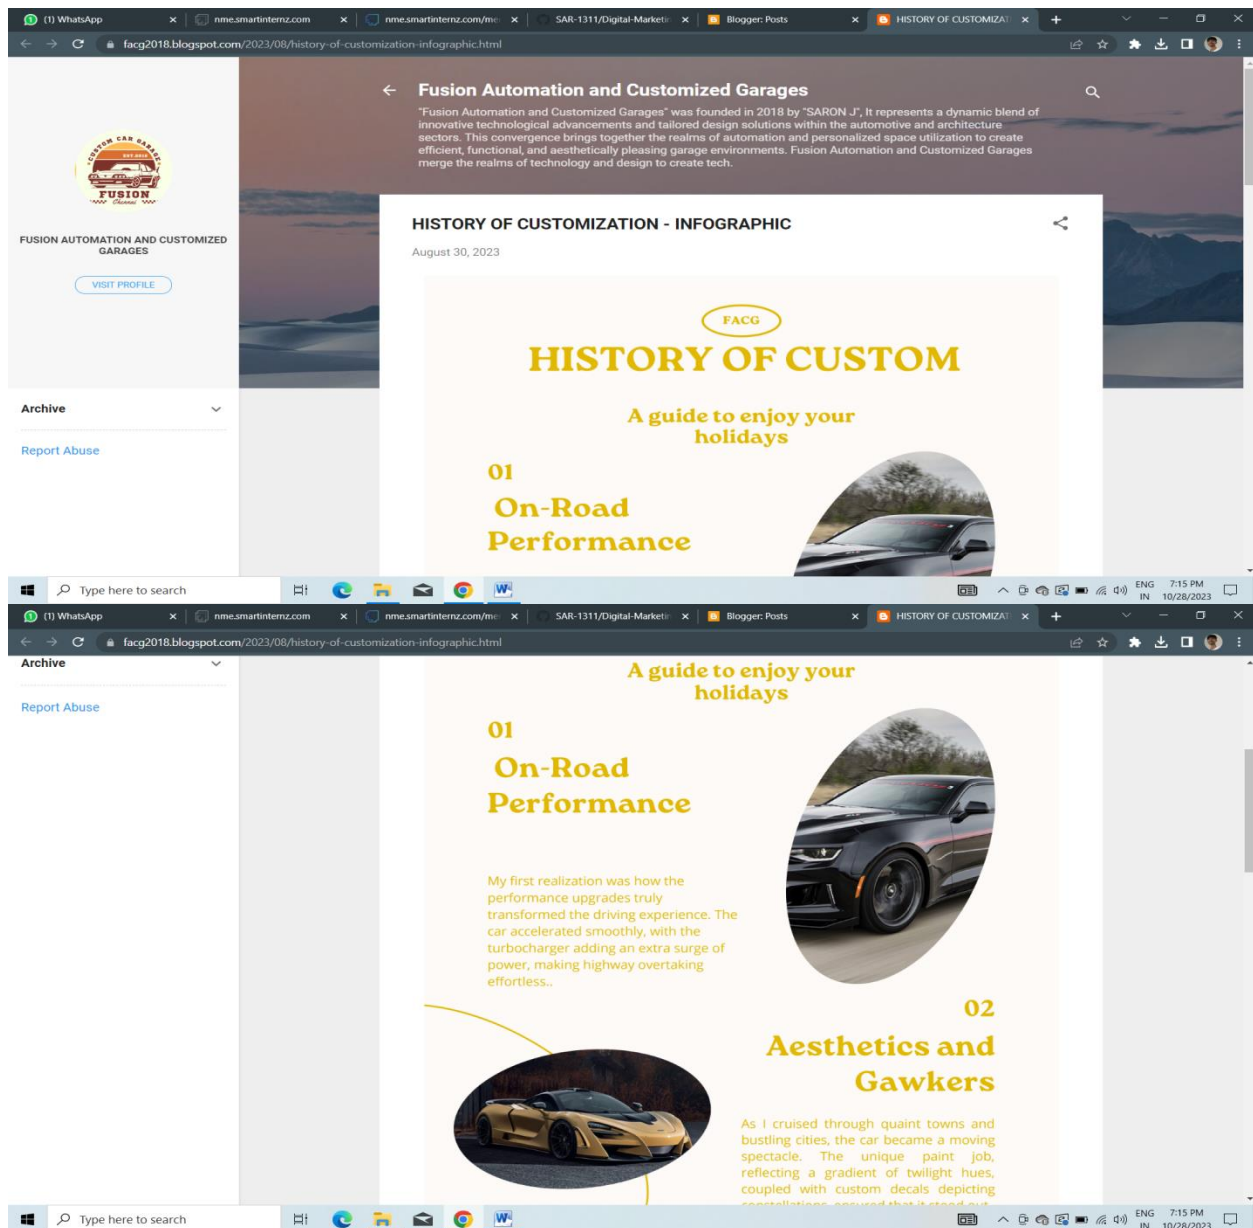 (1) WhatsApp
nme.smartinternz.com
nme.smartinternz.com/me
SAR-1311/Digital-Marketin
Blogger: Posts
HISTORY OF CUSTOMIZAT
facg2018.blogspot.com/2023/08/history-of-customization-infographic.html
CUSTOM CAR GARAGE
EST.2018
FUSION
Chennai
FUSION AUTOMATION AND CUSTOMIZED
GARAGES
VISIT PROFILE
Archive
Report Abuse
Fusion Automation and Customized Garages
"Fusion Automation and Customized Garages" was founded in 2018 by "SARON J", It represents a dynamic blend of
innovative technological advancements and tailored design solutions within the automotive and architecture
sectors. This convergence brings together the realms of automation and personalized space utilization to create
efficient, functional, and aesthetically pleasing garage environments. Fusion Automation and Customized Garages
merge the realms of technology and design to create tech.
HISTORY OF CUSTOMIZATION - INFOGRAPHIC
August 30, 2023
FACG
HISTORY OF CUSTOM
A guide to enjoy your
holidays
01
On-Road
Performance
Type here to search
ENG 7:15 PM
IN 10/28/2023
(1) WhatsApp
nme.smartinternz.com
nme.smartinternz.com/me
SAR-1311/Digital-Marketin
Blogger: Posts
HISTORY OF CUSTOMIZAT
facg2018.blogspot.com/2023/08/history-of-customization-infographic.html
Archive
Report Abuse
A guide to enjoy your
holidays
01
On-Road
Performance
My first realization was how the
performance upgrades truly
transformed the driving experience. The
car accelerated smoothly, with the
turbocharger adding an extra surge of
power, making highway overtaking
effortless..
02
Aesthetics and
Gawkers
As I cruised through quaint towns and
bustling cities, the car became a moving
spectacle. The unique paint job,
reflecting a gradient of twilight hues,
coupled with custom decals depicting
constellations, ensured that it stood out
Type here to search
ENG 7:15 PM
IN 10/28/2023